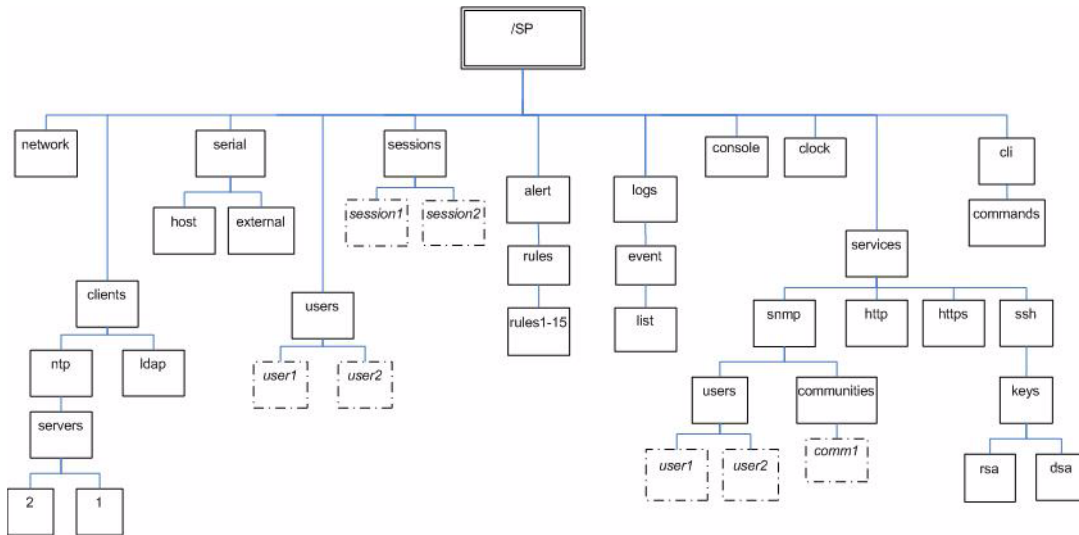 /SP
network
serial
sessions
console
clock
cli
host
external
session1
session2
alert
logs
commands
services
rules
event
clients
users
rules1-15
list
snmp
http
https
ssh
ntp
ldap
user1
user2
users
communities
keys
servers
user1
user2
comm1
rsa
dsa
2
1